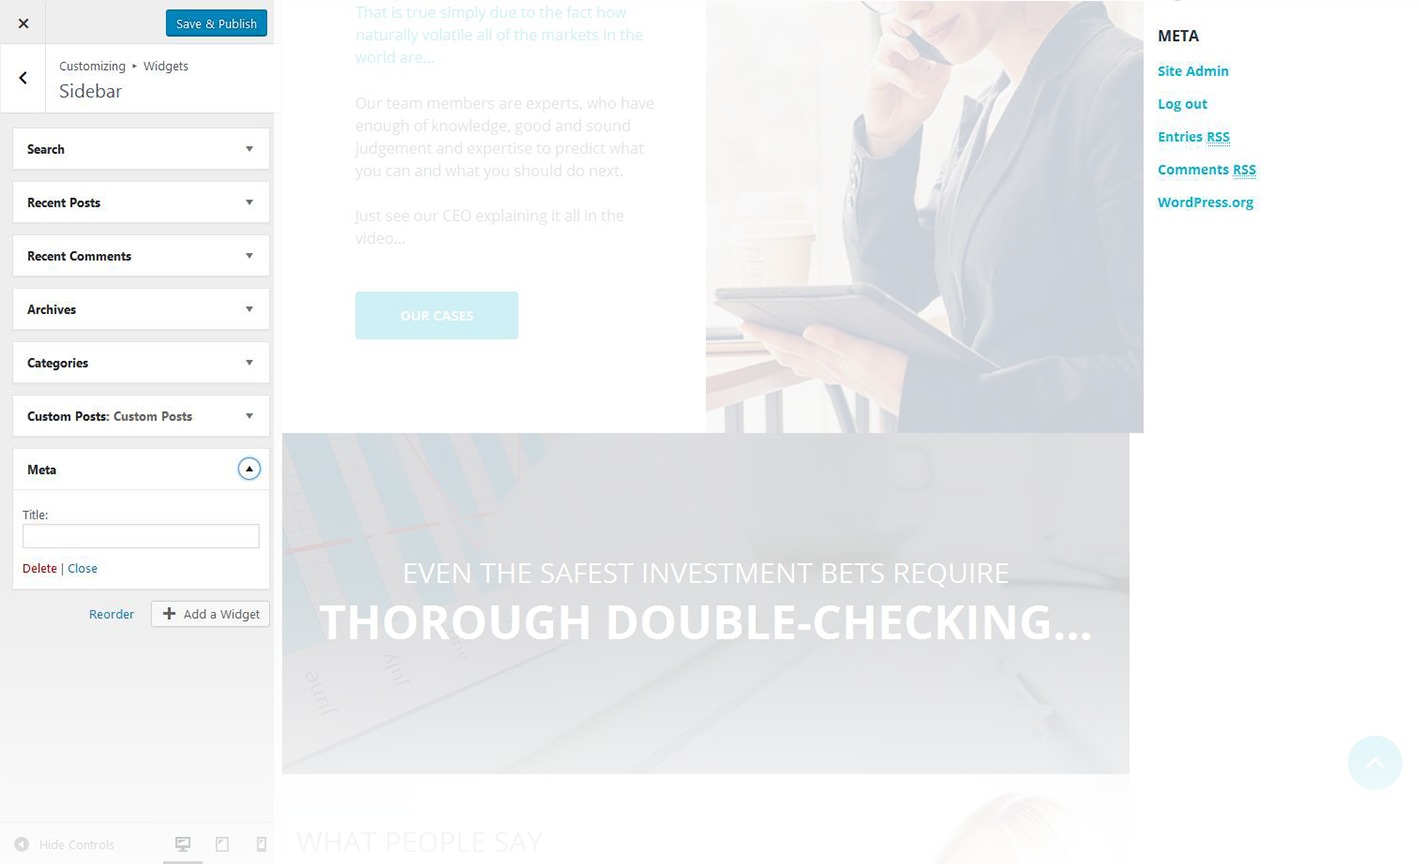 Save & Publish
Customizing ▸ Widgets
Sidebar
Search
Recent Posts
Recent Comments
Archives
Categories
Custom Posts: Custom Posts
Meta
Title:
Delete | Close
Reorder
Add a Widget
Hide Controls
That is true simply due to the fact how
naturally volatile all of the markets in the
world are...
Our team members are experts, who have
enough of knowledge, good and sound
judgement and expertise to predict what
you can and what you should do next.
Just see our CEO explaining it all in the
video...
OUR CASES
EVEN THE SAFEST INVESTMENT BETS REQUIRE
THOROUGH DOUBLE-CHECKING...
June
July
au
WHAT PEOPLE SAY
META
Site Admin
Log out
Entries RSS
Comments RSS
WordPress.org